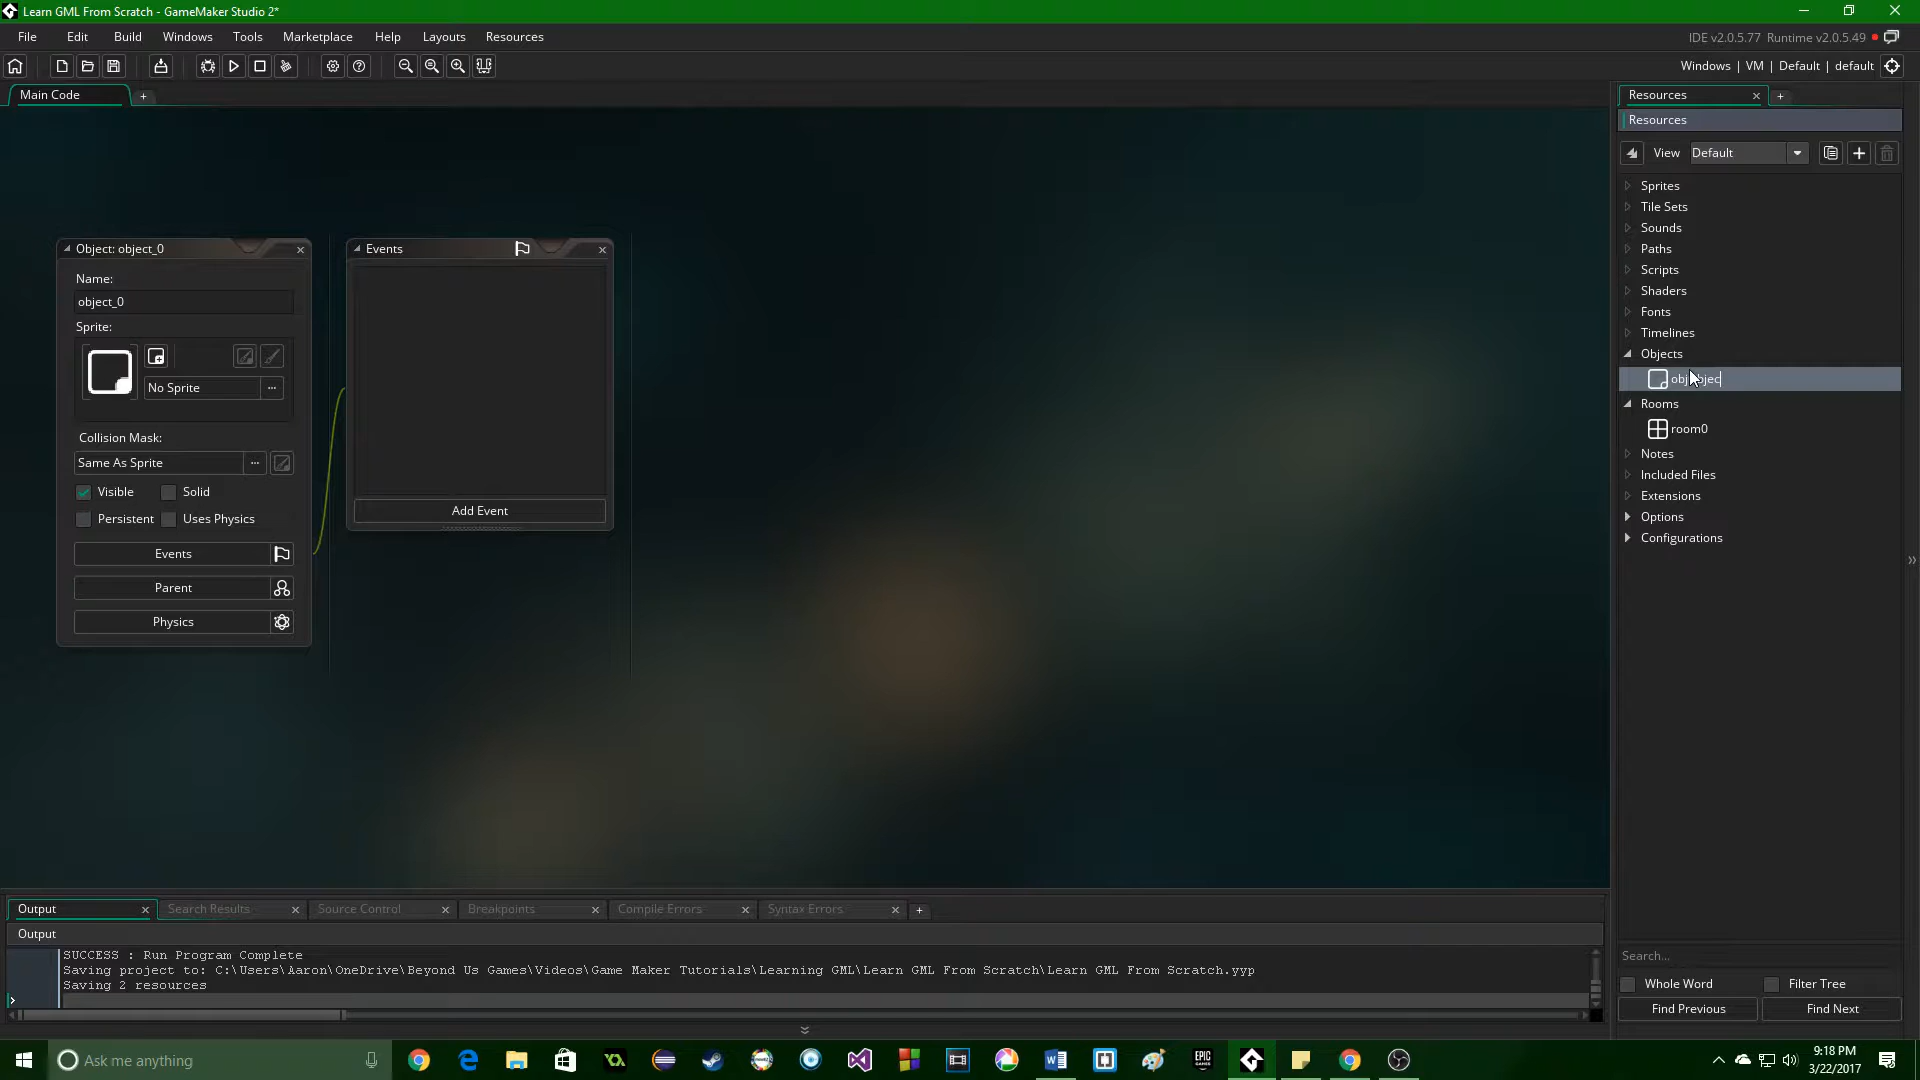 Learn GML From Scratch - GameMaker Studio 2*
File Edit Build Windows Tools Marketplace Help Layouts Resources
IDE v2.0.5.77 Runtime v2.0.5.49
Windows | VM | Default | default
Main Code
Resources
Resources
View Default
Sprites
Tile Sets
Sounds
Paths
Scripts
Shaders
Fonts
Timelines
Objects
Rooms
room0
Notes
Included Files
Extensions
Options
Configurations
Object: object_0
Name:
object_0
Sprite:
No Sprite
Collision Mask:
Same As Sprite
Visible Solid
Persistent Uses Physics
Events
Parent
Physics
Events
Add Event
Search...
Whole Word Filter Tree
Find Previous Find Next
Output Search Results Source Control Breakpoints Compile Errors Syntax Errors
Output
SUCCESS : Run Program Complete
Saving project to: C:\Users\Aaron\OneDrive\Beyond Us Games\Videos\Game Maker Tutorials\Learning GML\Learn GML From Scratch\Learn GML From Scratch.yyp
Saving 2 resources
Ask me anything
EPIC GAMES
9:18 PM
3/22/2017